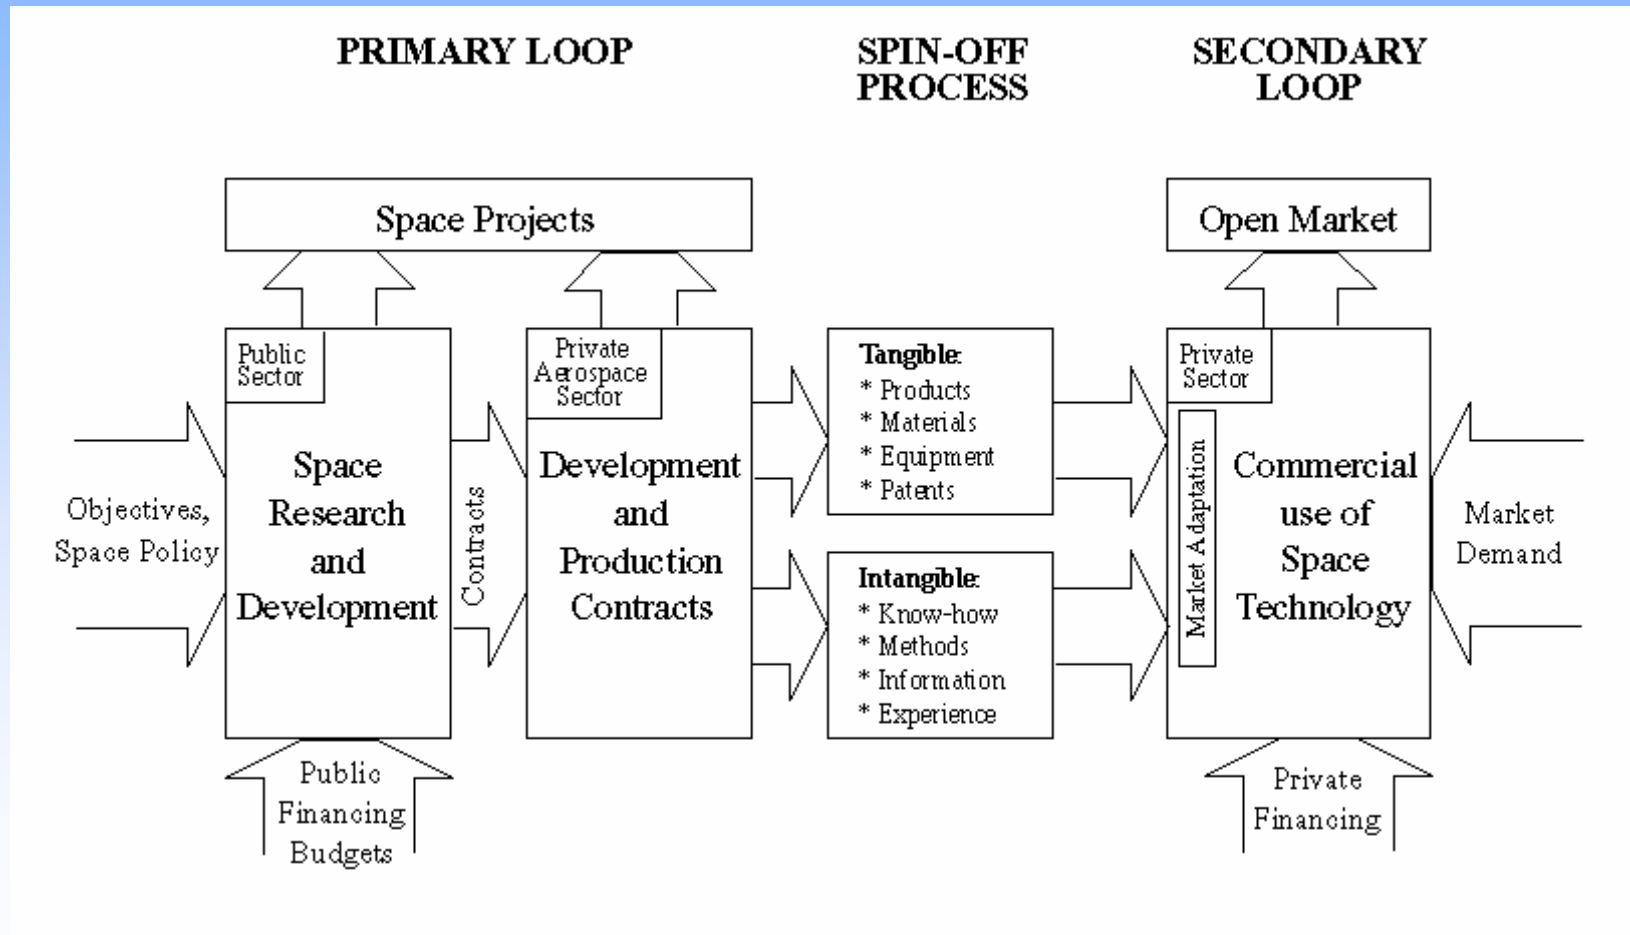 PRIMARY LOOP
SPIN-OFF
PROCESS
SECONDARY
LOOP
Space Projects
Open Market
Public
Sector
Space
Research
and
Development
Private
Aerospace
Sector
Development
and
Production
Contracts
Tangible:
* Products
* Materials
* Equipment
* Patents
Intangible:
* Know-how
* Methods
* Information
* Experience
Private
Sector
Market Adaptation
Commercial
use of
Space
Technology
Objectives,
Space Policy
Contracts
Market
Demand
Public
Financing
Budgets
Private
Financing